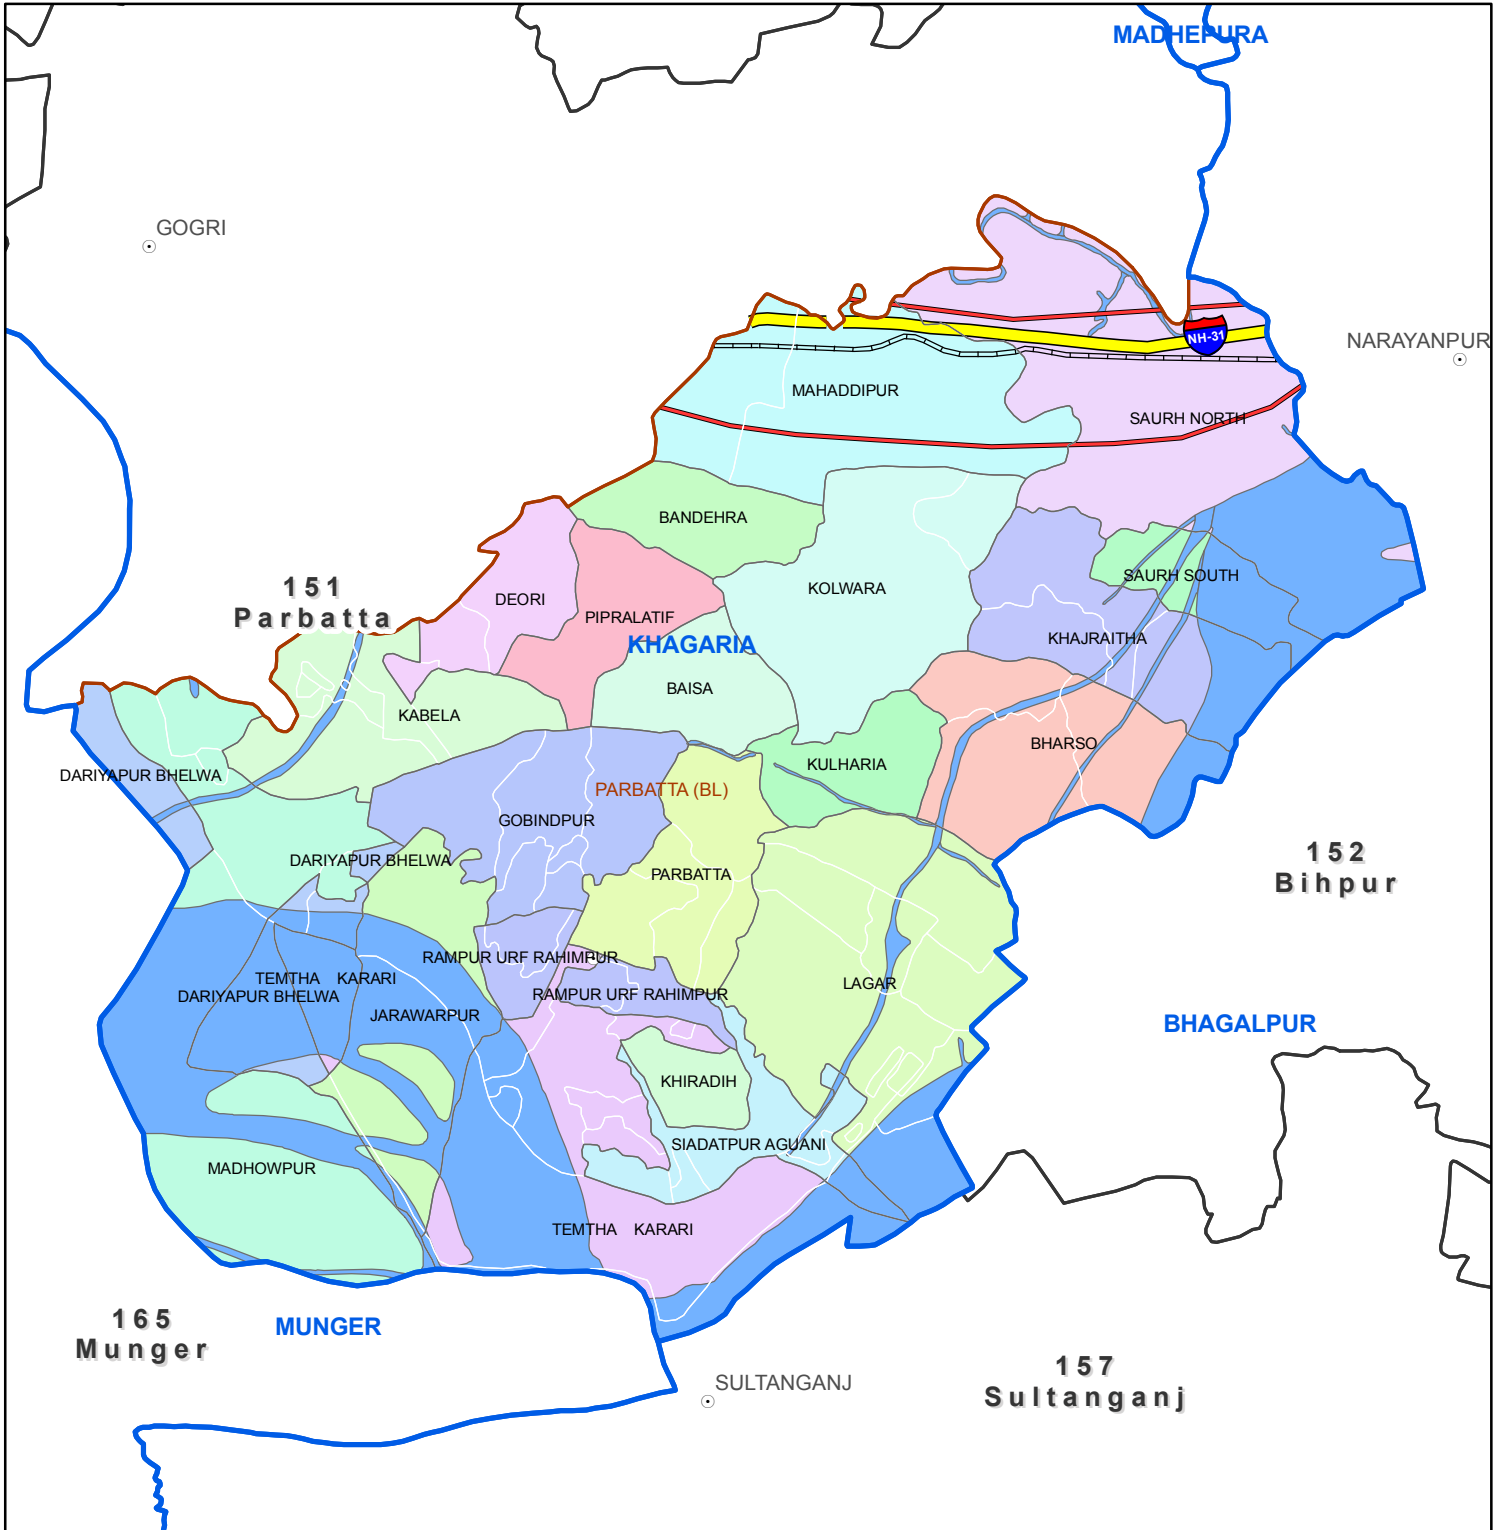 MADHEPURA
GOGRI
NH-31
NARAYANPUR
MAHADDIPUR
SAURH NORTH
BANDEHRA
SAURH SOUTH
151
Parbatta
DEORI
KOLWARA
PIPRALATIF
KHAGARIA
KHAJRAITHA
BAISA
KABELA
BHARSO
DARIYAPUR BHELWA
KULHARIA
PARBATTA (BL)
GOBINDPUR
152
Bihpur
DARIYAPUR BHELWA
PARBATTA
RAMPUR URF RAHIMPUR
TEMTHA KARARI
DARIYAPUR BHELWA
RAMPUR URF RAHIMPUR
LAGAR
JARAWARPUR
BHAGALPUR
KHIRADIH
SIADATPUR AGUANI
MADHOWPUR
TEMTHA KARARI
165
Munger
MUNGER
157
Sultanganj
SULTANGANJ